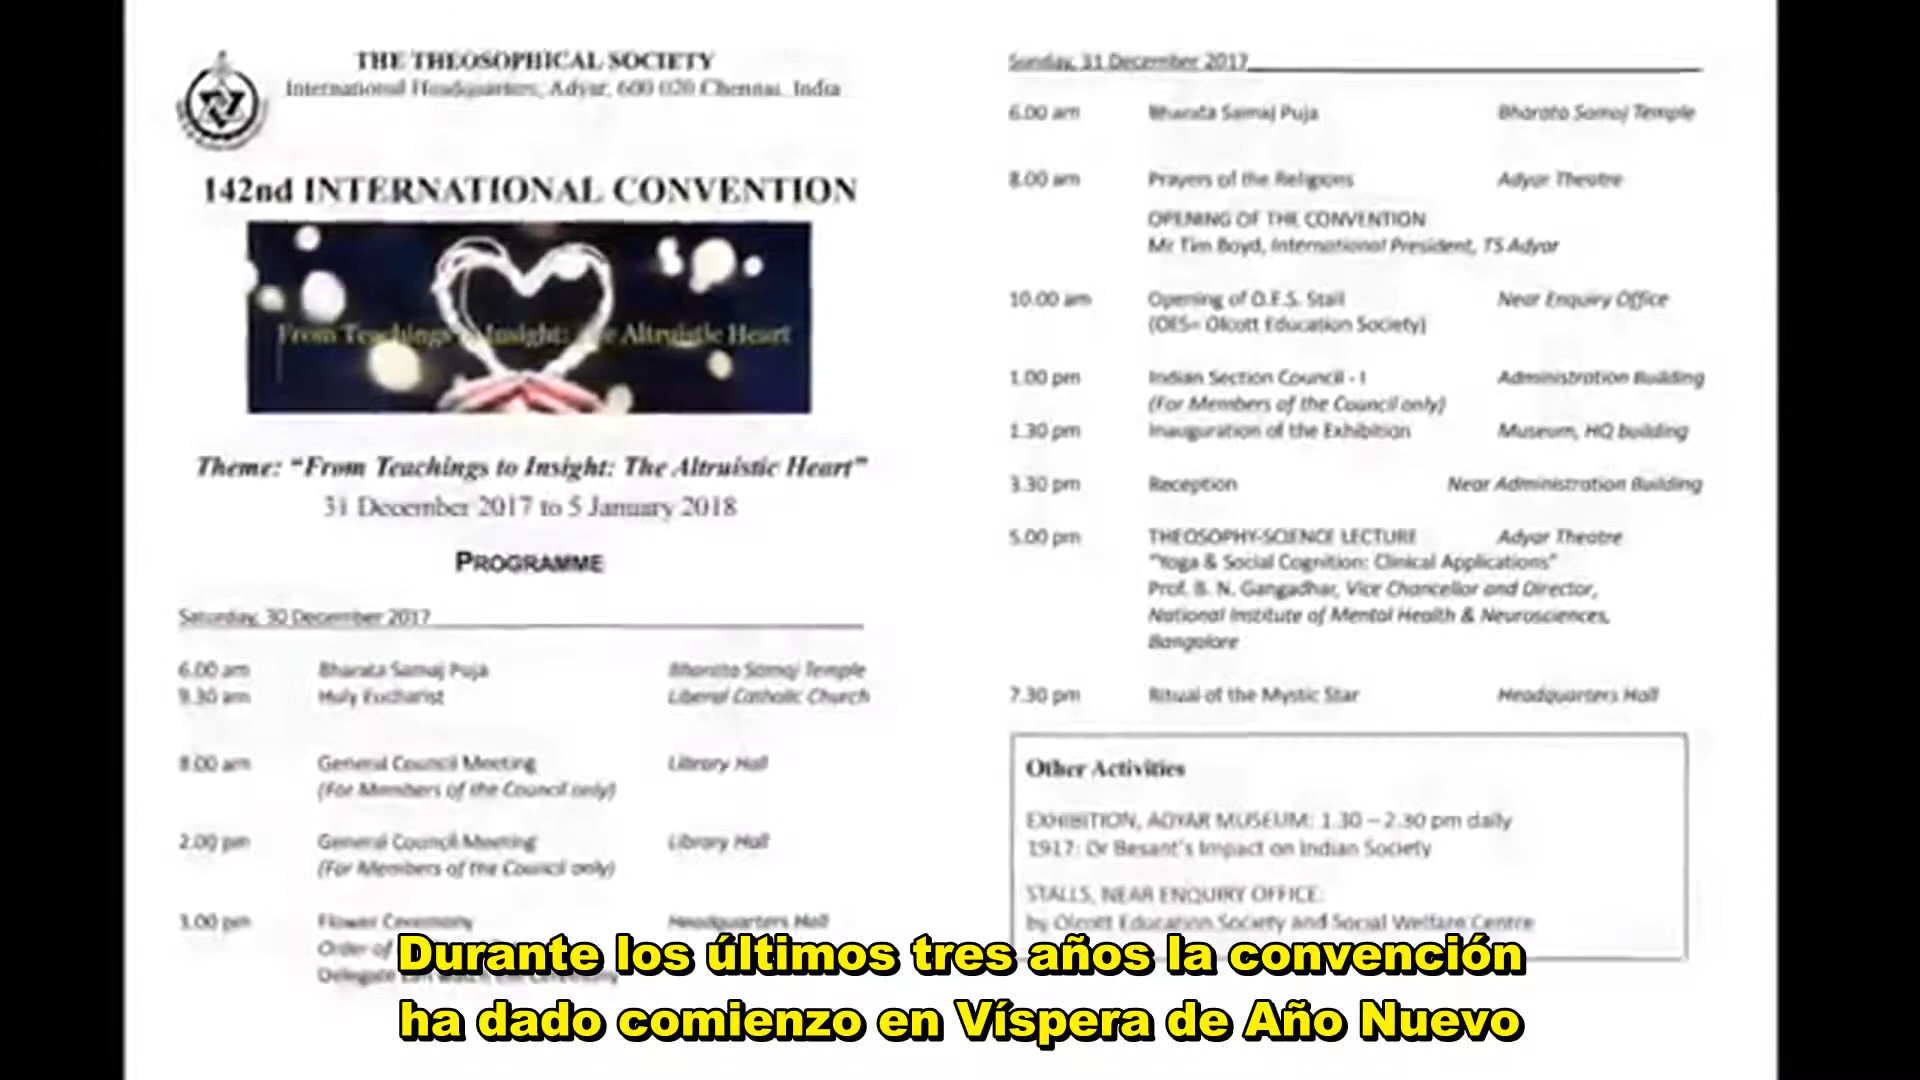 THE THEOSOPHICAL SOCIETY
International Headquarters, Adyar, 600 020 Chennai, India
142nd INTERNATIONAL CONVENTION
From Teachings to Insight: The Altruistic Heart
Theme: “From Teachings to Insight: The Altruistic Heart”
31 December 2017 to 5 January 2018
PROGRAMME
Saturday, 30 December 2017
6.00 am Bharata Samaj Puja Bharata Samaj Temple
9.30 am Holy Eucharist Liberal Catholic Church
8.00 am General Council Meeting Library Hall
(For Members of the Council only)
2.00 pm General Council Meeting Library Hall
(For Members of the Council only)
3.00 pm Flower Ceremony Headquarters Hall
Order of
Sunday, 31 December 2017
6.00 am Bharata Samaj Puja Bharata Samaj Temple
8.00 am Prayers of the Religions Adyar Theatre
OPENING OF THE CONVENTION
Mr Tim Boyd, International President, TS Adyar
10.00 am Opening of O.E.S. Stall Near Enquiry Office
(OES= Olcott Education Society)
1.00 pm Indian Section Council - I Administration Building
(For Members of the Council only)
1.30 pm Inauguration of the Exhibition Museum, HQ building
3.30 pm Reception Near Administration Building
5.00 pm THEOSOPHY-SCIENCE LECTURE Adyar Theatre
“Yoga & Social Cognition: Clinical Applications”
Prof. B. N. Gangadhar, Vice Chancellor and Director,
National Institute of Mental Health & Neurosciences,
Bangalore
7.30 pm Ritual of the Mystic Star Headquarters Hall
Other Activities
EXHIBITION, ADYAR MUSEUM: 1.30 – 2.30 pm daily
1917: Dr Besant’s Impact on Indian Society
STALLS, NEAR ENQUIRY OFFICE:
by Olcott Education Society and Social Welfare Centre
Durante los últimos tres años la convención
ha dado comienzo en Víspera de Año Nuevo